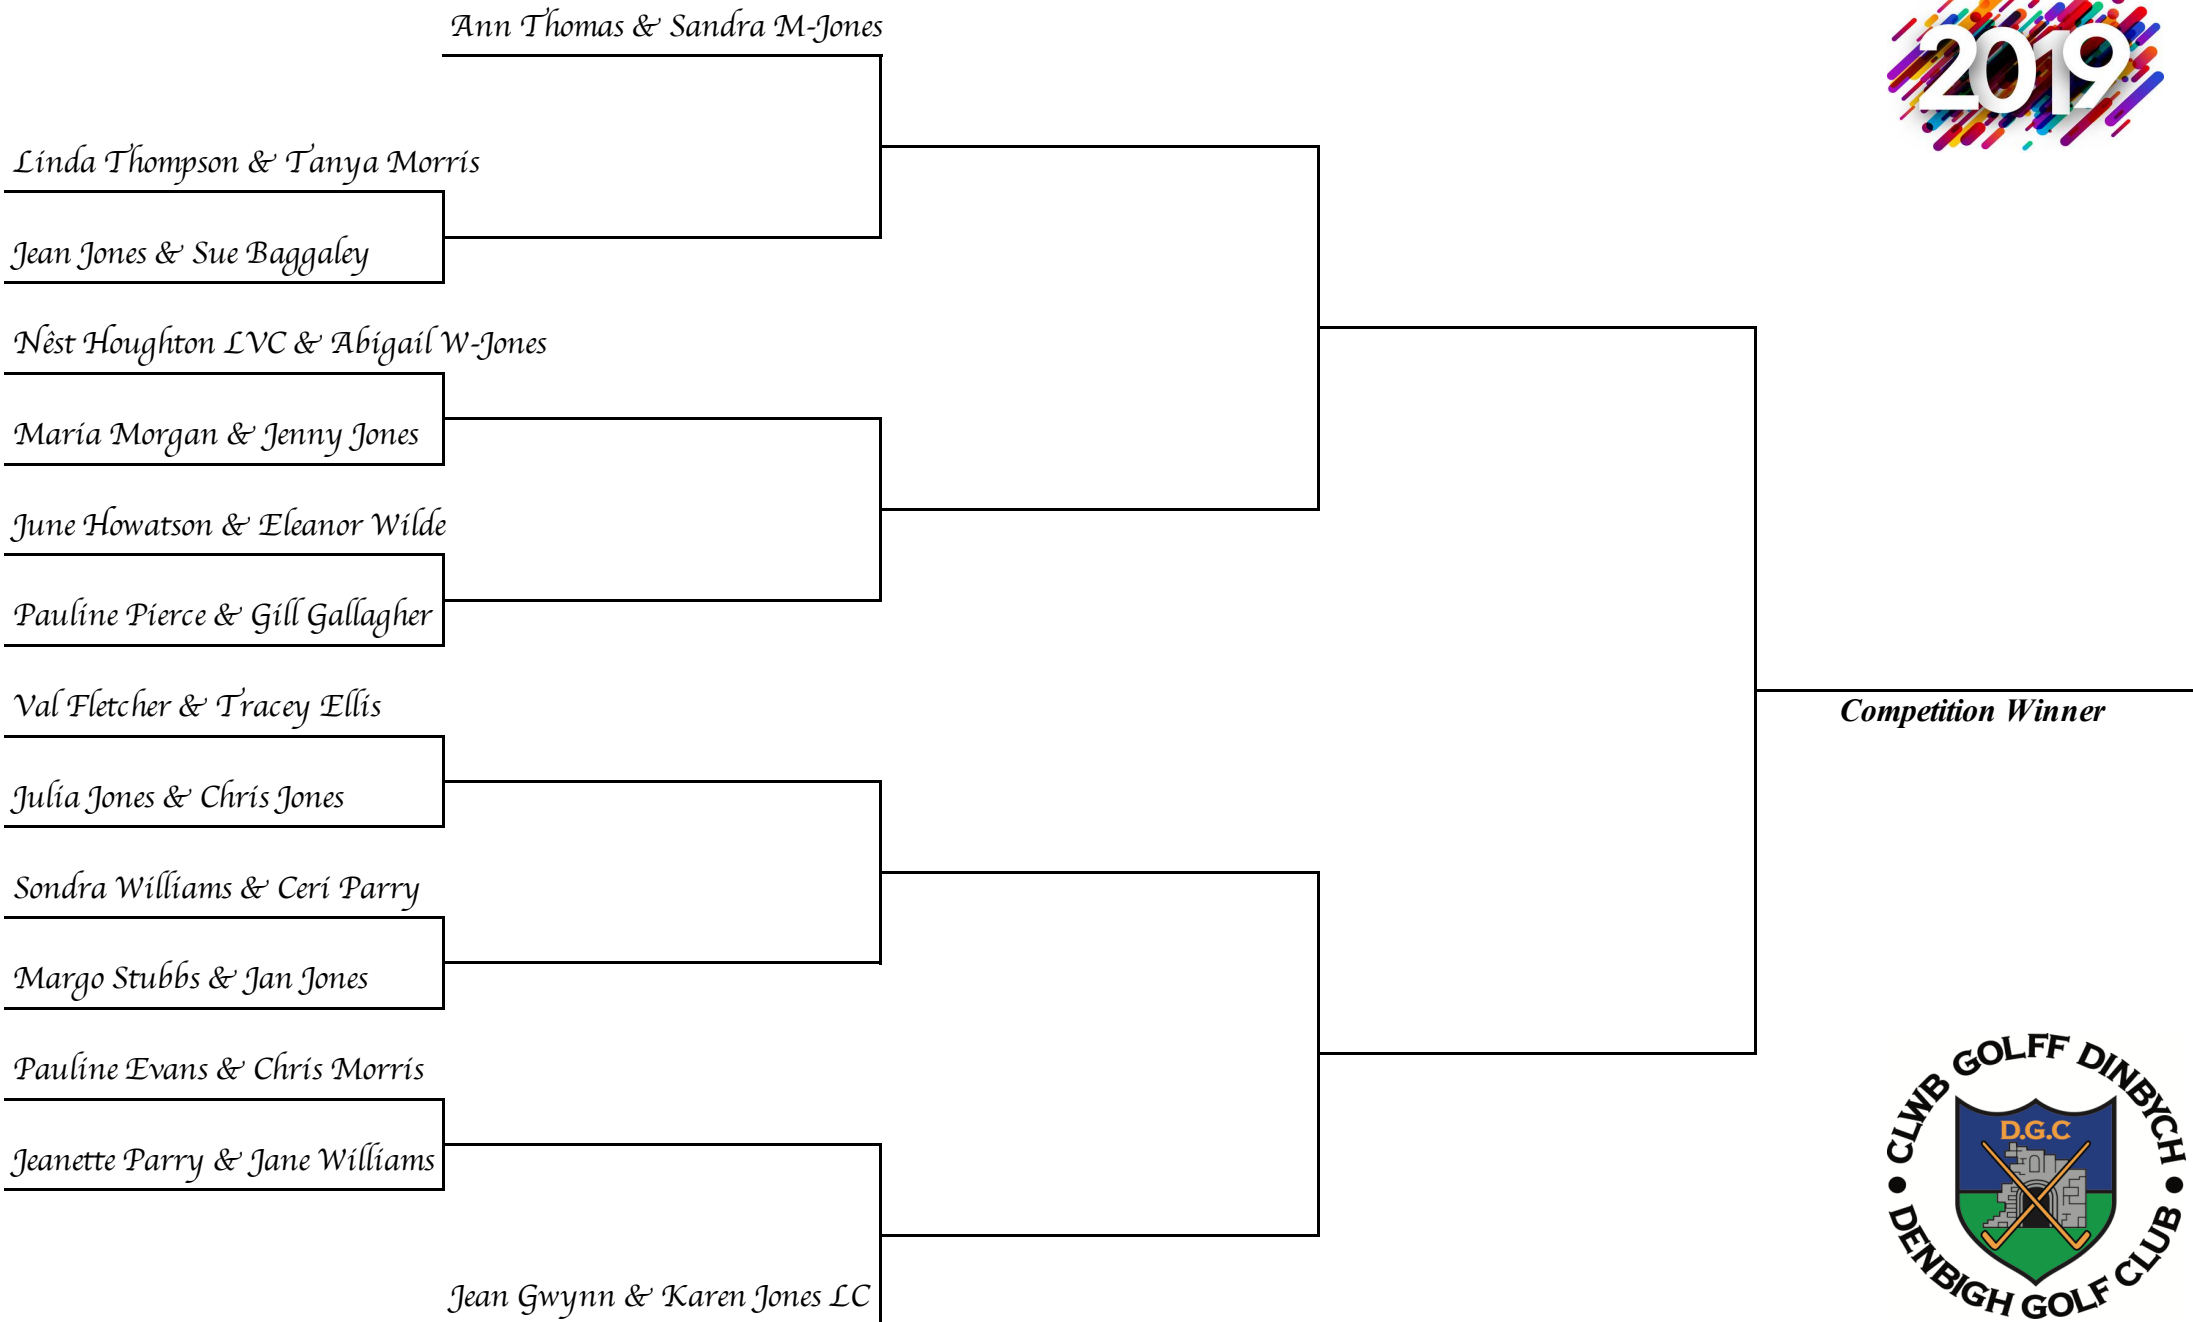 Ann Thomas & Sandra M-Jones
2019
Linda Thompson & Tanya Morris
Jean Jones & Sue Baggaley
Nêst Houghton LVC & Abigail W-Jones
Maria Morgan & Jenny Jones
June Howatson & Eleanor Wilde
Pauline Pierce & Gill Gallagher
Val Fletcher & Tracey Ellis
Competition Winner
Julia Jones & Chris Jones
Sondra Williams & Ceri Parry
Margo Stubbs & Jan Jones
Pauline Evans & Chris Morris
Jeanette Parry & Jane Williams
Jean Gwynn & Karen Jones LC
CLWB GOLFF DINBYCH
D.G.C
DENBIGH GOLF CLUB